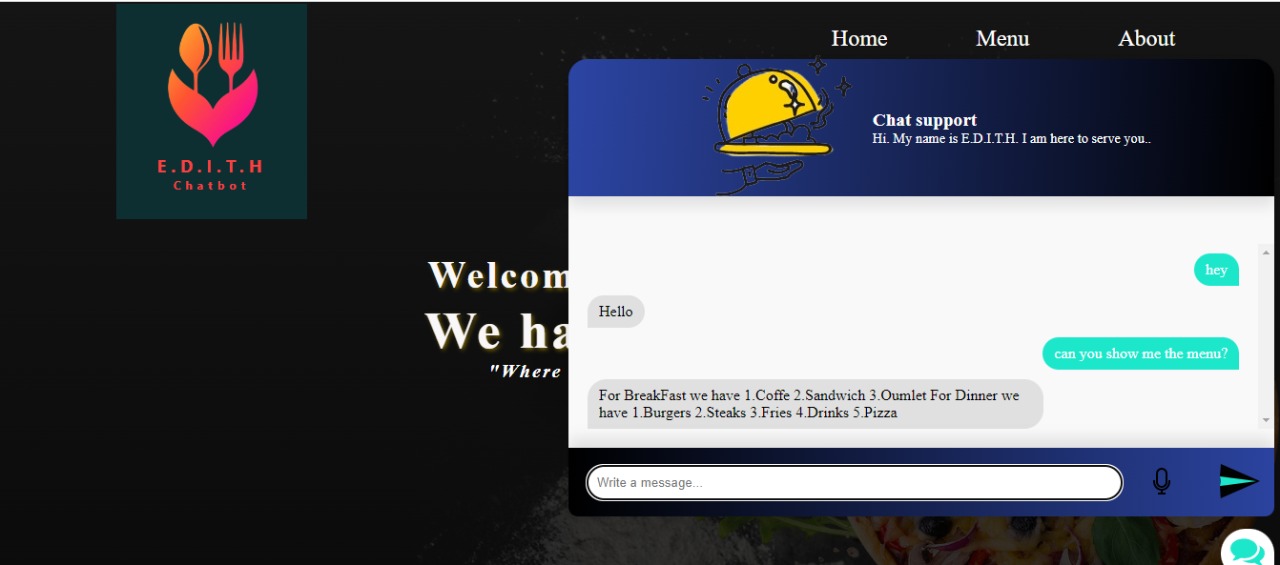 E.D.I.T.H
Chatbot
Home
Menu
About
Chat support
Hi. My name is E.D.I.T.H. I am here to serve you..
Welcom
We ha
"Where
hey
Hello
can you show me the menu?
For BreakFast we have 1.Coffe 2.Sandwich 3.Oumlet For Dinner we
have 1.Burgers 2.Steaks 3.Fries 4.Drinks 5.Pizza
Write a message...